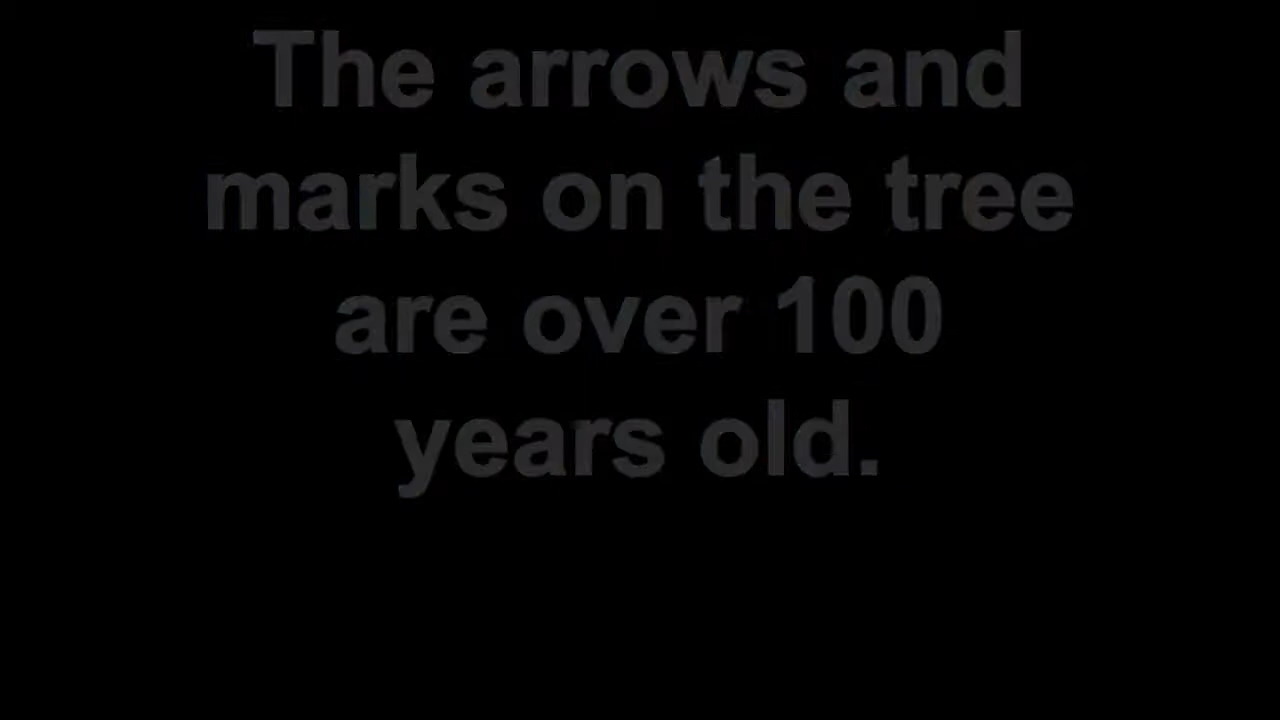 The arrows and
marks on the tree
are over 100
years old.